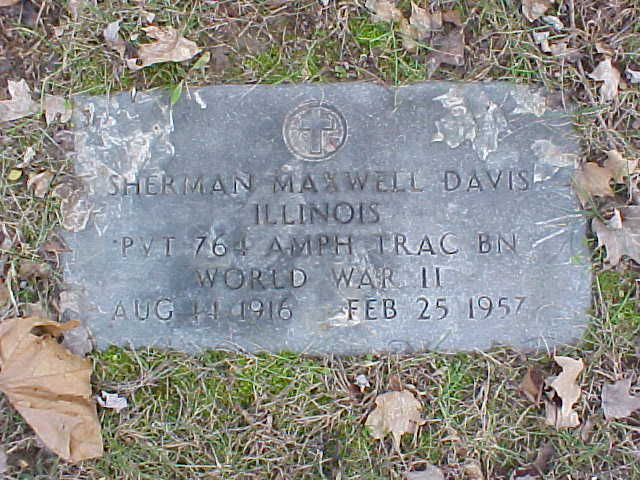 SHERMAN MAXWELL DAVIS
ILLINOIS
PVT 764 AMPH TRAC BN
WORLD WAR II
AUG 14 1916 FEB 25 1957